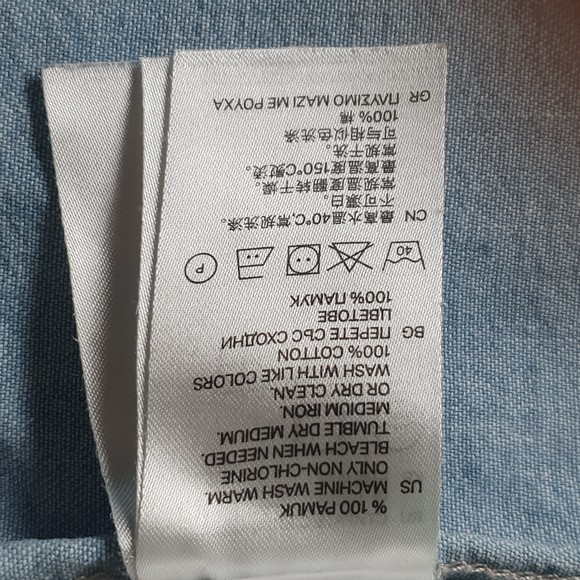 % 100 PAMUK
US MACHINE WASH WARM.
ONLY NON-CHLORINE
BLEACH WHEN NEEDED.
TUMBLE DRY MEDIUM.
MEDIUM IRON.
OR DRY CLEAN.
WASH WITH LIKE COLORS
100% COTTON
BG ПЕРЕТЕ СЪС СХОДНИ
ЦВЕТОВЕ
100% ПАМУК
40 P
CN 最高水温40°C,常规洗涤。
不可漂白。
常规温度翻转干燥。
最高温度150°C熨烫。
常规干洗。
可与相似色洗涤
100% 棉
GR ΠΛΥΣΙΜΟ ΜΑΖΙ ΜΕ ΡΟΥΧΑ